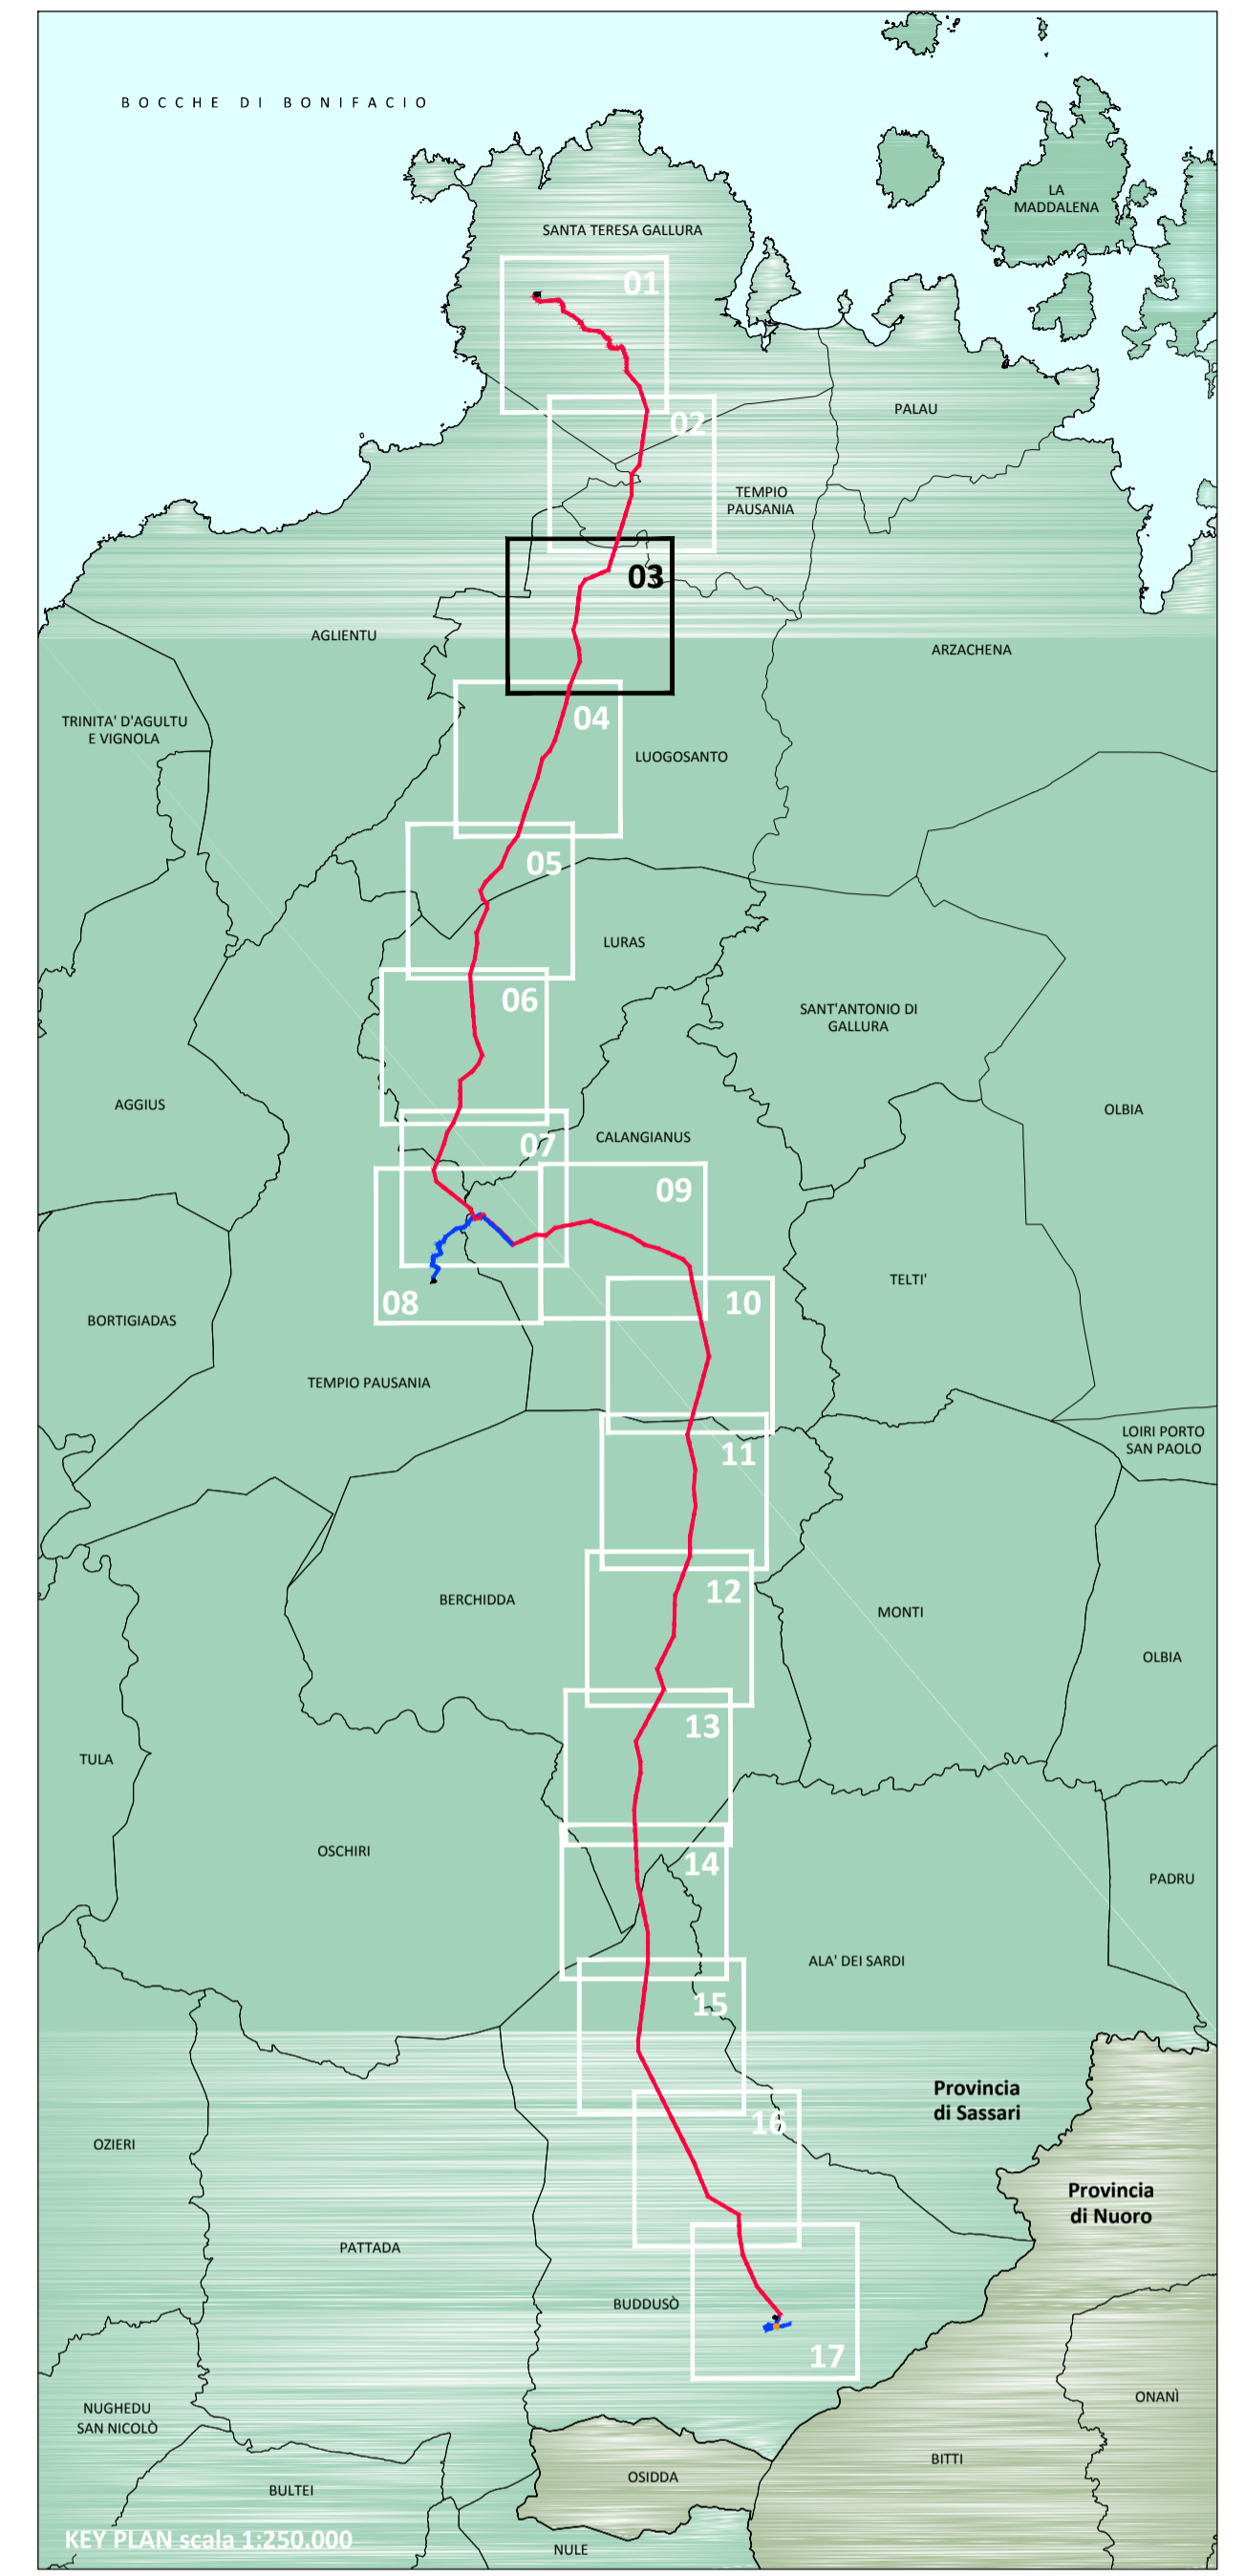 BOCCHE DI BONIFACIO
LA
MADDALENA
SANTA TERESA GALLURA
01
PALAU
02
TEMPIO
PAUSANIA
03
AGLIENTU
ARZACHENA
04
TRINITA' D'AGULTU
E VIGNOLA
LUOGOSANTO
05
LURAS
06
SANT'ANTONIO DI
GALLURA
AGGIUS
OLBIA
CALANGIANUS
07
09
TELTI'
08
10
BORTIGIADAS
TEMPIO PAUSANIA
LOIRI PORTO
SAN PAOLO
11
12
BERCHIDDA
MONTI
OLBIA
13
TULA
OSCHIRI
14
PADRU
ALA' DEI SARDI
15
Provincia
di Sassari
16
OZIERI
Provincia
di Nuoro
PATTADA
BUDDUSÒ
17
ONANÌ
NUGHEDU
SAN NICOLÒ
BITTI
OSIDDA
BULTEI
KEY PLAN scala 1:250.000
NULE